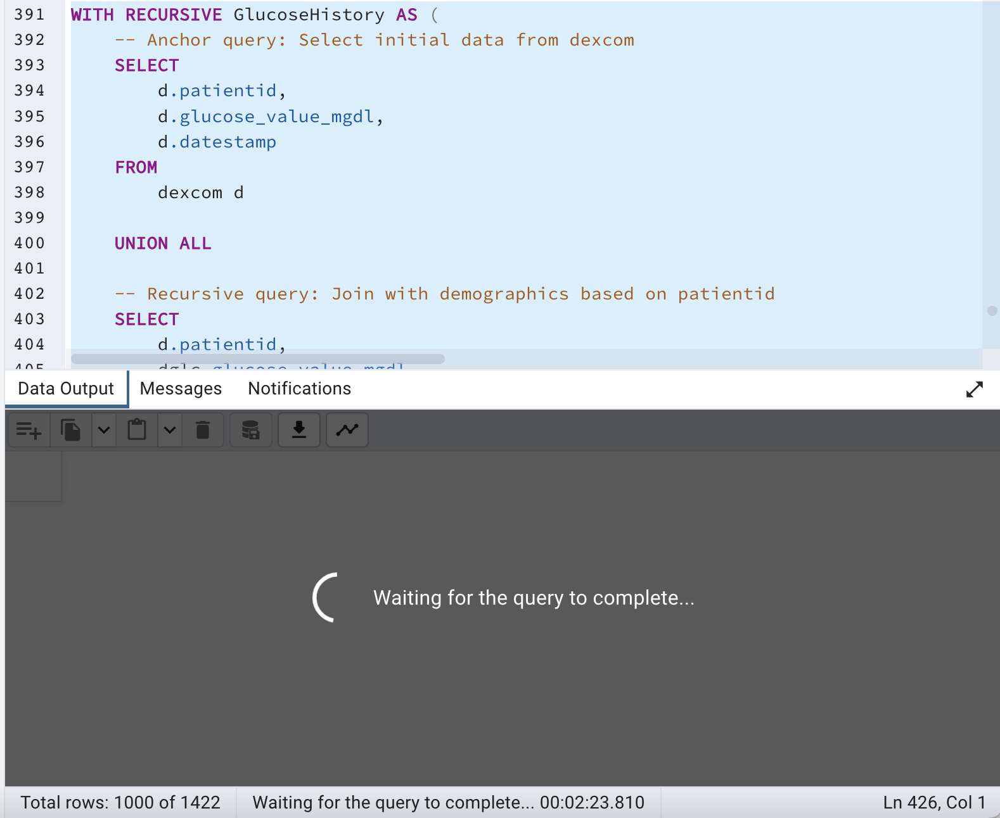 391 WITH RECURSIVE GlucoseHistory AS (
392 -- Anchor query: Select initial data from dexcom
393 SELECT
394 d.patientid,
395 d.glucose_value_mgdl,
396 d.datestamp
397 FROM
398 dexcom d
399
400 UNION ALL
401
402 -- Recursive query: Join with demographics based on patientid
403 SELECT
404 d.patientid,
405 glucose_value_mgdl
Data Output Messages Notifications
Waiting for the query to complete...
Total rows: 1000 of 1422 Waiting for the query to complete... 00:02:23.810 Ln 426, Col 1